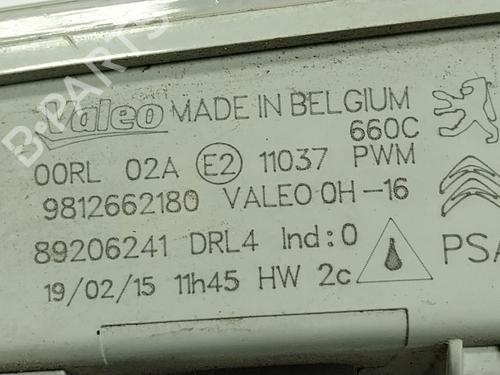 Valeo MADE IN BELGIUM
660C
00RL 02A E2 11037 PWM
9812662180 VALEO 0H-16
89206241 DRL4 Ind:0
19/02/15 11h45 HW 2c
PSA
B-PARTS